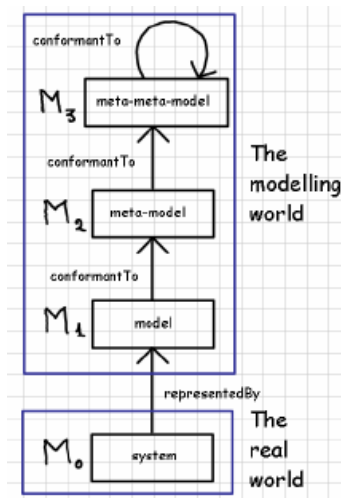 conformantTo
M3 meta-meta-model
conformantTo
The
modelling
world
M2 meta-model
conformantTo
M1 model
representedBy
The
real
world
M0 system